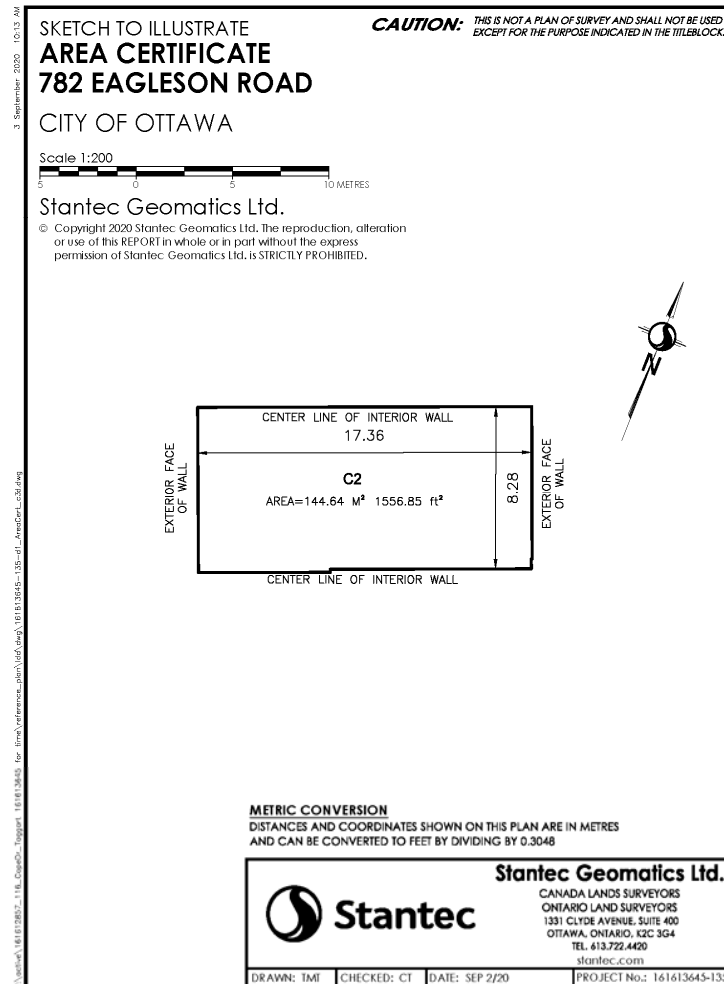 SKETCH TO ILLUSTRATE
AREA CERTIFICATE
782 EAGLESON ROAD
CITY OF OTTAWA
CAUTION: THIS IS NOT A PLAN OF SURVEY AND SHALL NOT BE USED
EXCEPT FOR THE PURPOSE INDICATED IN THE TITLEBLOCK.
3 September 2020 10:13 AM
Scale 1:200
5 0 5 10 METRES
Stantec Geomatics Ltd.
© Copyright 2020 Stantec Geomatics Ltd. The reproduction, alteration
or use of this REPORT in whole or in part without the express
permission of Stantec Geomatics Ltd. is STRICTLY PROHIBITED.
N
CENTER LINE OF INTERIOR WALL
17.36
EXTERIOR FACE
OF WALL
C2
AREA=144.64 M² 1556.85 ft²
8.28
EXTERIOR FACE
OF WALL
CENTER LINE OF INTERIOR WALL
METRIC CONVERSION
DISTANCES AND COORDINATES SHOWN ON THIS PLAN ARE IN METRES
AND CAN BE CONVERTED TO FEET BY DIVIDING BY 0.3048
Stantec
Stantec Geomatics Ltd.
CANADA LANDS SURVEYORS
ONTARIO LAND SURVEYORS
1331 CLYDE AVENUE, SUITE 400
OTTAWA, ONTARIO, K2C 3G4
TEL. 613.722.4420
stantec.com
DRAWN: TMT CHECKED: CT DATE: SEP 2/20 PROJECT No.: 161613645-135